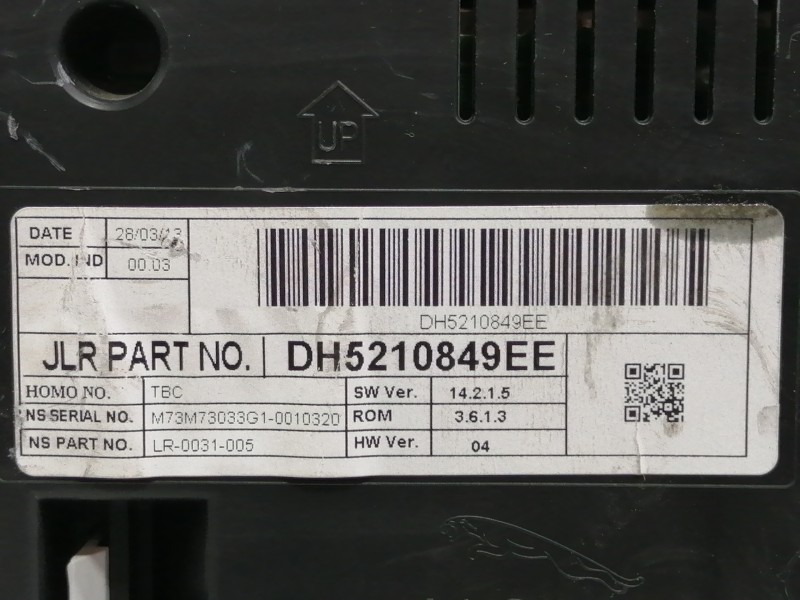 UP
DATE 28/03/13
MOD. IND 00.03
DH5210849EE
JLR PART NO. DH5210849EE
HOMO NO. TBC SW Ver. 14.2.1.5
NS SERIAL NO. M73M73033G1-0010320 ROM 3.6.1.3
NS PART NO. LR-0031-005 HW Ver. 04